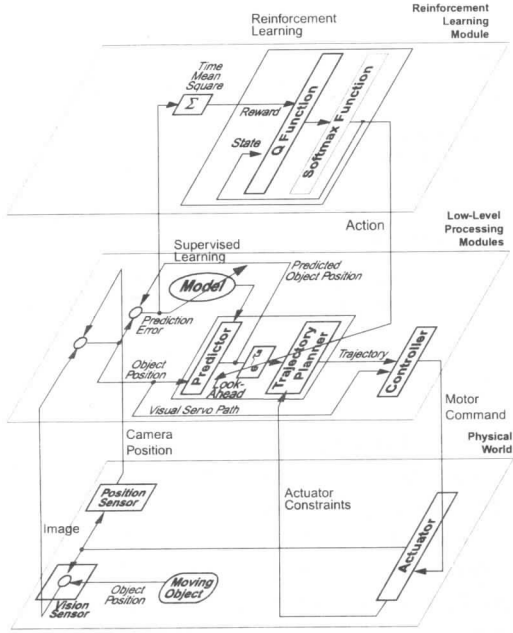 Reinforcement
Learning
Reinforcement
Learning
Module
Time
Mean
Square
Σ
Reward
State
Q Function
Softmax Function
Action
Low-Level
Processing
Modules
Supervised
Learning
Model
Predicted
Object Position
Prediction
Error
Object
Position
Predictor
Look-
Ahead
Trajectory
Planner
Trajectory
Controller
Visual Servo Path
Motor
Command
Camera
Position
Physical
World
Position
Sensor
Actuator
Constraints
Image
Actuator
Object
Position
Moving
Object
Vision
Sensor